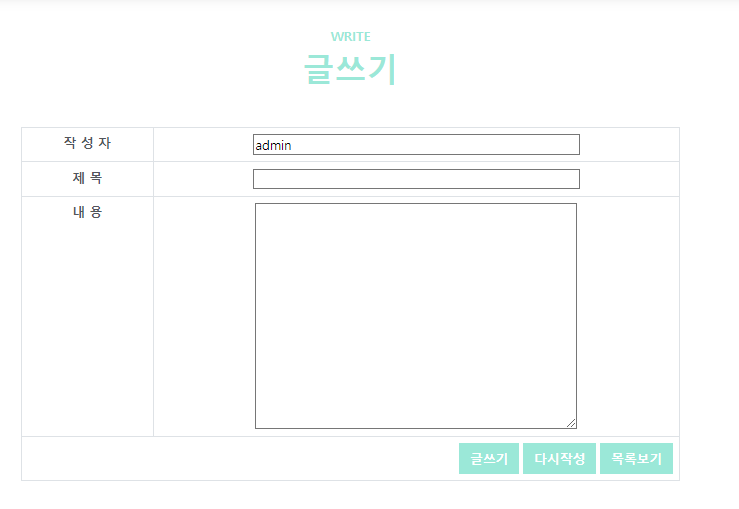 WRITE
글쓰기
작 성 자 admin
제 목
내 용
글쓰기 다시작성 목록보기